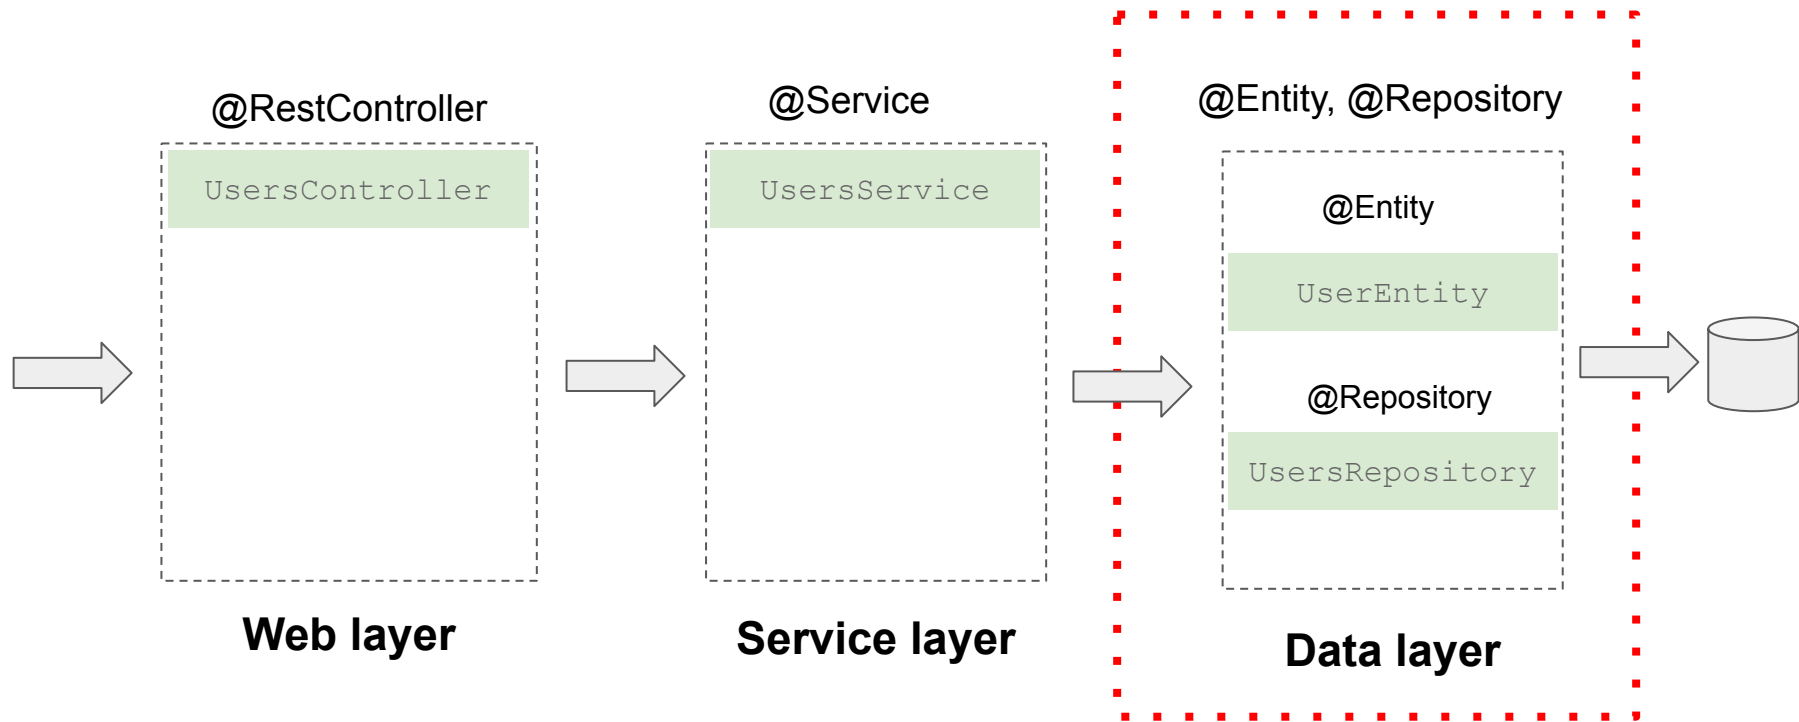 @RestController
UsersController
Web layer
@Service
UsersService
Service layer
@Entity, @Repository
@Entity
UserEntity
@Repository
UsersRepository
Data layer